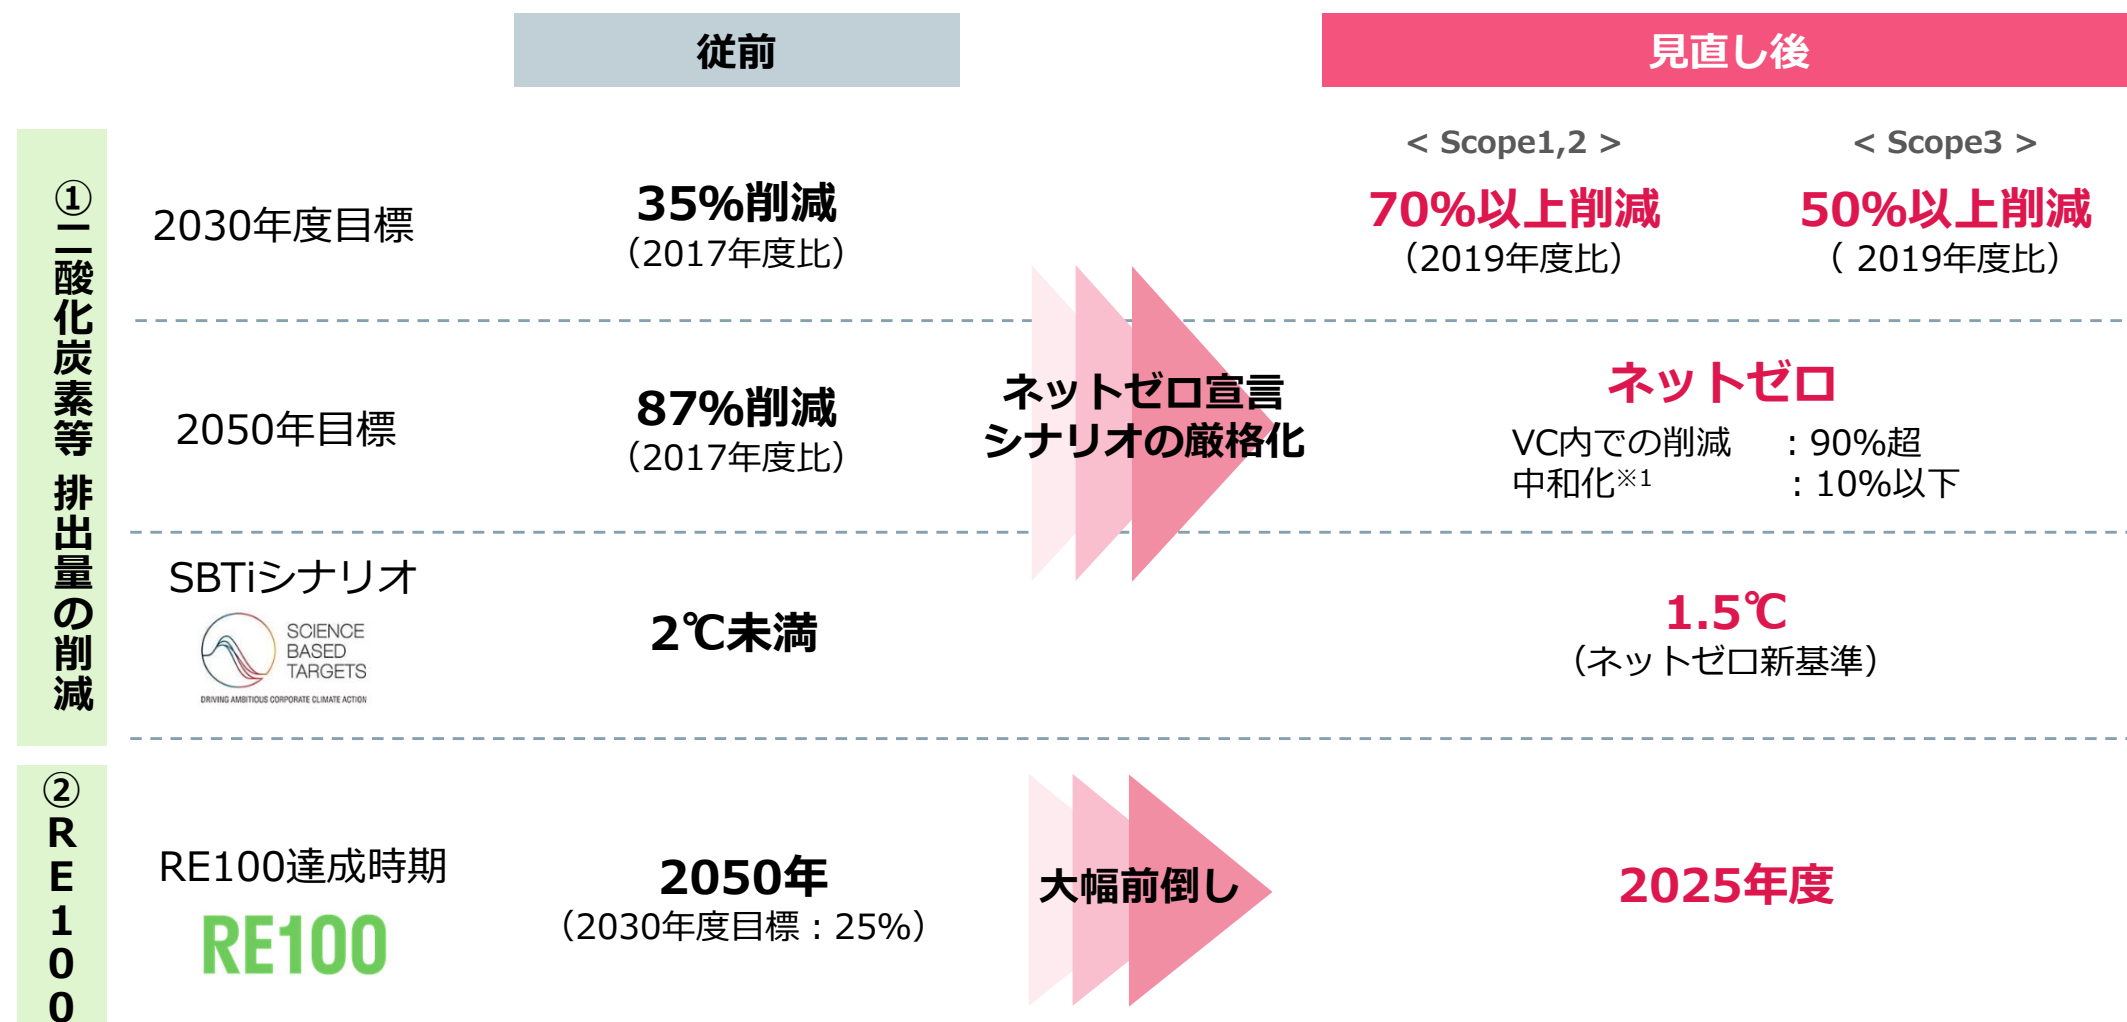 従前
見直し後
①二酸化炭素等 排出量の削減
< Scope1,2 >
< Scope3 >
2030年度目標
35%削減
（2017年度比）
70%以上削減
（2019年度比）
50%以上削減
（ 2019年度比）
2050年目標
87%削減
（2017年度比）
ネットゼロ宣言
シナリオの厳格化
ネットゼロ
VC内での削減 ：90%超
中和化※1 ：10%以下
SBTiシナリオ
SCIENCE
BASED
TARGETS
DRIVING AMBITIOUS CORPORATE CLIMATE ACTION
2℃未満
1.5℃
（ネットゼロ新基準）
②RE100
RE100達成時期
RE100
2050年
（2030年度目標：25%）
大幅前倒し
2025年度